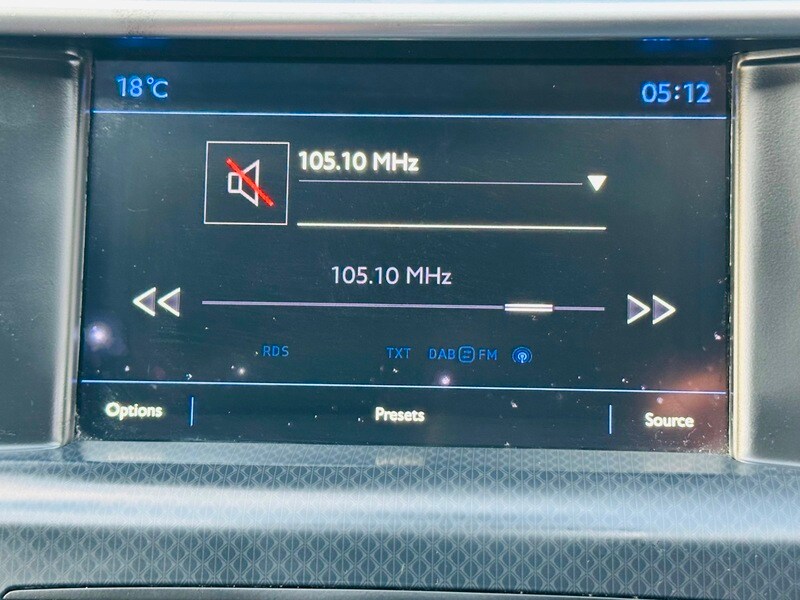 18°C 05:12
105.10 MHz
105.10 MHz
RDS TXT DAB FM
Options Presets Source